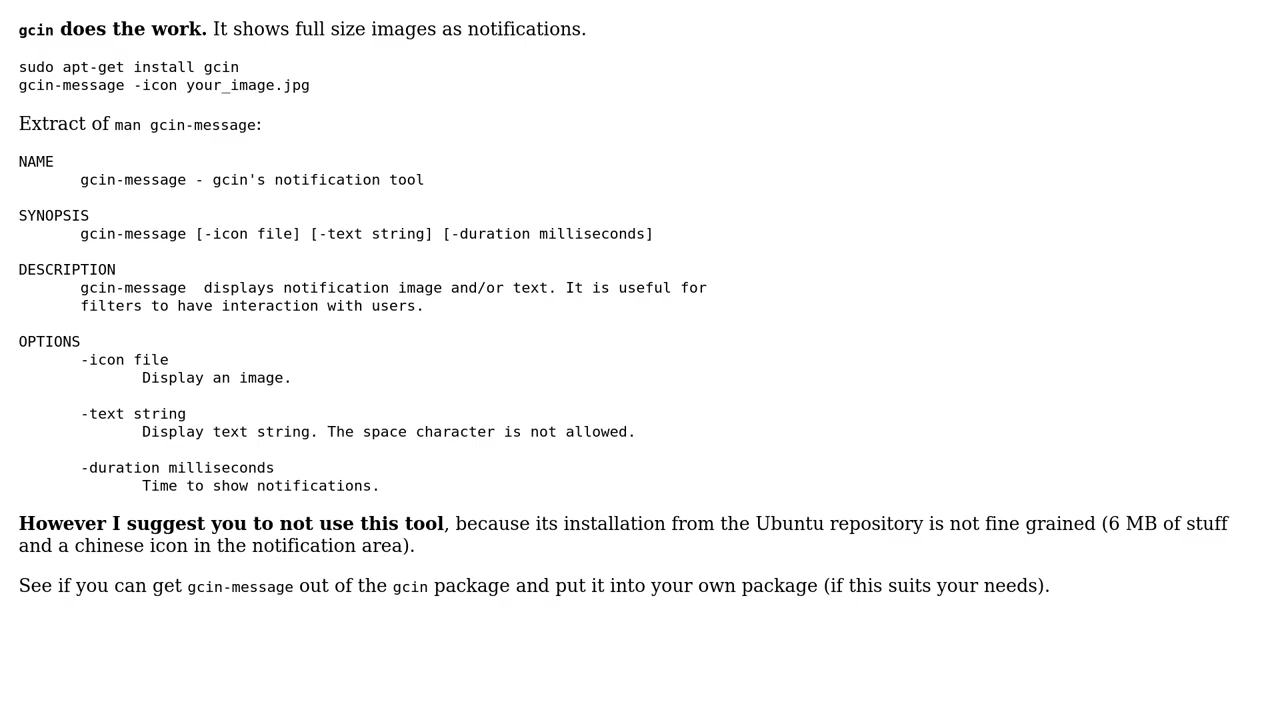 gcin does the work. It shows full size images as notifications.
sudo apt-get install gcin
gcin-message -icon your_image.jpg
Extract of man gcin-message:
NAME
gcin-message - gcin's notification tool
SYNOPSIS
gcin-message [-icon file] [-text string] [-duration milliseconds]
DESCRIPTION
gcin-message  displays notification image and/or text. It is useful for
filters to have interaction with users.
OPTIONS
-icon file
Display an image.
-text string
Display text string. The space character is not allowed.
-duration milliseconds
Time to show notifications.
However I suggest you to not use this tool, because its installation from the Ubuntu repository is not fine grained (6 MB of stuff
and a chinese icon in the notification area).
See if you can get gcin-message out of the gcin package and put it into your own package (if this suits your needs).